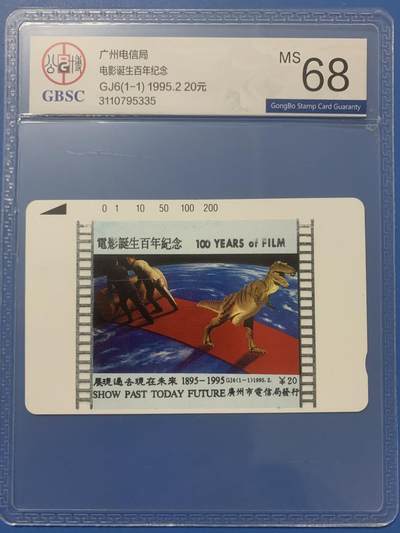 广州电信局
电影诞生百年纪念
GJ6(1-1) 1995.2 20元
3110795335
公博
G
GBSC
MS 68
GongBo Stamp Card Guaranty
0 1 10 50 100 200
電影誕生百年紀念 100 YEARS of FILM
展现過去現在未來 1895-1995 GJ6(1-1)1995.2. ¥20
SHOW PAST TODAY FUTURE 廣州市電信局發行